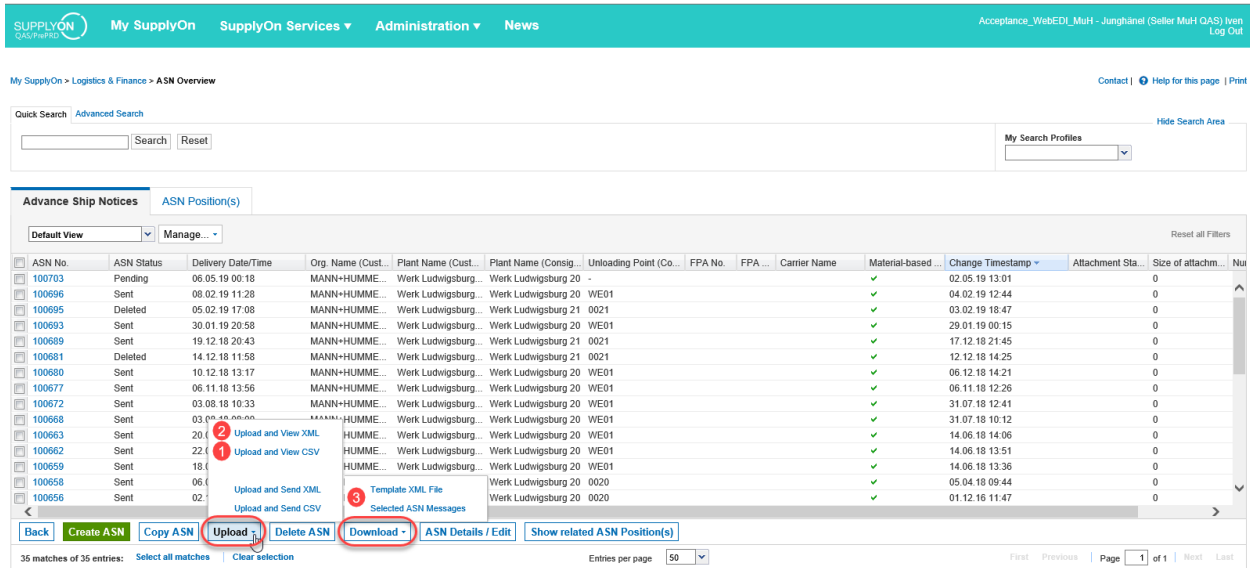 SUPPLYON
QAS/PrePRD
My SupplyOn SupplyOn Services Administration News
Acceptance_WebEDI_MuH - Junghänel (Seller MuH QAS) Iven
Log Out
My SupplyOn > Logistics & Finance > ASN Overview
Contact | Help for this page | Print
Quick Search Advanced Search
Hide Search Area
Search Reset
My Search Profiles
Advance Ship Notices ASN Position(s)
Default View Manage...
Reset all Filters
ASN No. ASN Status Delivery Date/Time Org. Name (Cust... Plant Name (Cust... Plant Name (Consig... Unloading Point (Co... FPA No. FPA ... Carrier Name Material-based ... Change Timestamp Attachment Sta... Size of attachm...
100703 Pending 06.05.19 00:18 MANN+HUMME... Werk Ludwigsburg... Werk Ludwigsburg 20 - 02.05.19 13:01 0
100696 Sent 08.02.19 11:28 MANN+HUMME... Werk Ludwigsburg... Werk Ludwigsburg 20 WE01 04.02.19 12:44 0
100695 Deleted 05.02.19 17:08 MANN+HUMME... Werk Ludwigsburg... Werk Ludwigsburg 21 0021 03.02.19 18:47 0
100693 Sent 30.01.19 20:58 MANN+HUMME... Werk Ludwigsburg... Werk Ludwigsburg 20 WE01 29.01.19 00:15 0
100689 Sent 19.12.18 20:43 MANN+HUMME... Werk Ludwigsburg... Werk Ludwigsburg 21 0021 17.12.18 21:45 0
100681 Deleted 14.12.18 11:58 MANN+HUMME... Werk Ludwigsburg... Werk Ludwigsburg 21 0021 12.12.18 14:25 0
100680 Sent 10.12.18 13:17 MANN+HUMME... Werk Ludwigsburg... Werk Ludwigsburg 20 WE01 06.12.18 14:21 0
100677 Sent 06.11.18 13:56 MANN+HUMME... Werk Ludwigsburg... Werk Ludwigsburg 20 WE01 06.11.18 12:26 0
100672 Sent 03.08.18 10:33 MANN+HUMME... Werk Ludwigsburg... Werk Ludwigsburg 20 WE01 31.07.18 12:41 0
100668 Sent Werk Ludwigsburg... Werk Ludwigsburg 20 WE01 31.07.18 10:12 0
100663 Sent 20. 2 Upload and View XML HUMME... Werk Ludwigsburg... Werk Ludwigsburg 20 WE01 14.06.18 14:06 0
100662 Sent 22. 1 Upload and View CSV HUMME... Werk Ludwigsburg... Werk Ludwigsburg 20 WE01 14.06.18 13:51 0
100659 Sent 18. HUMME... Werk Ludwigsburg... Werk Ludwigsburg 20 WE01 14.06.18 13:36 0
100658 Sent 06. Upload and Send XML 3 Template XML File Werk Ludwigsburg 20 0020 05.04.18 09:44 0
100656 Sent 02. Upload and Send CSV Selected ASN Messages Werk Ludwigsburg 20 0020 01.12.16 11:47 0
Back Create ASN Copy ASN Upload Delete ASN Download ASN Details / Edit Show related ASN Position(s)
35 matches of 35 entries: Select all matches Clear selection Entries per page 50 First Previous Page 1 of 1 Next Last